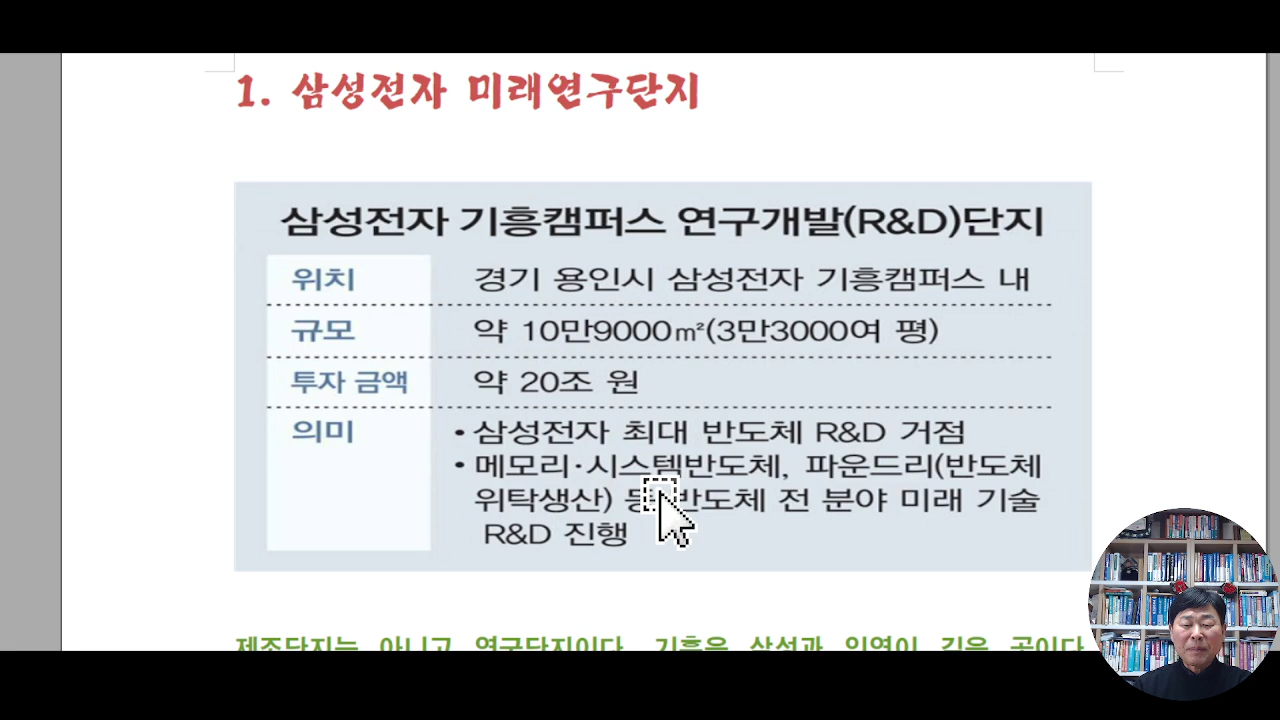 1. 삼성전자 미래연구단지
삼성전자 기흥캠퍼스 연구개발(R&D)단지
위치 경기 용인시 삼성전자 기흥캠퍼스 내
규모 약 10만9000㎡(3만3000여 평)
투자 금액 약 20조 원
의미 • 삼성전자 최대 반도체 R&D 거점
• 메모리·시스템반도체, 파운드리(반도체
위탁생산) 등 반도체 전 분야 미래 기술
R&D 진행
제조단지는 아니고 연구단지이다. 기흥은 삼성과 인연이 깊은 곳이다